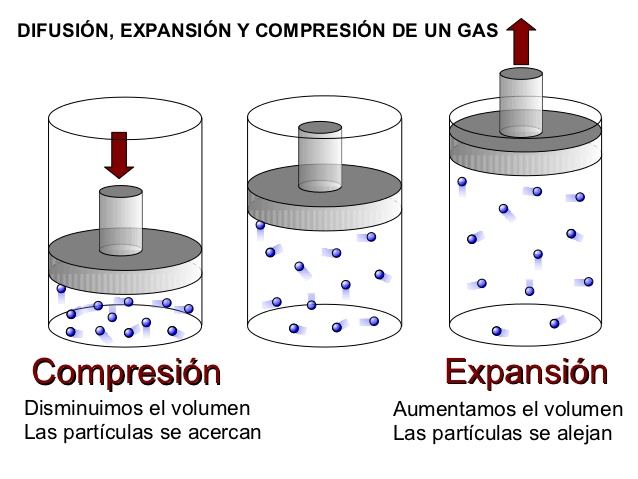 DIFUSIÓN, EXPANSIÓN Y COMPRESIÓN DE UN GAS
Compresión
Disminuimos el volumen
Las partículas se acercan
Expansión
Aumentamos el volumen
Las partículas se alejan